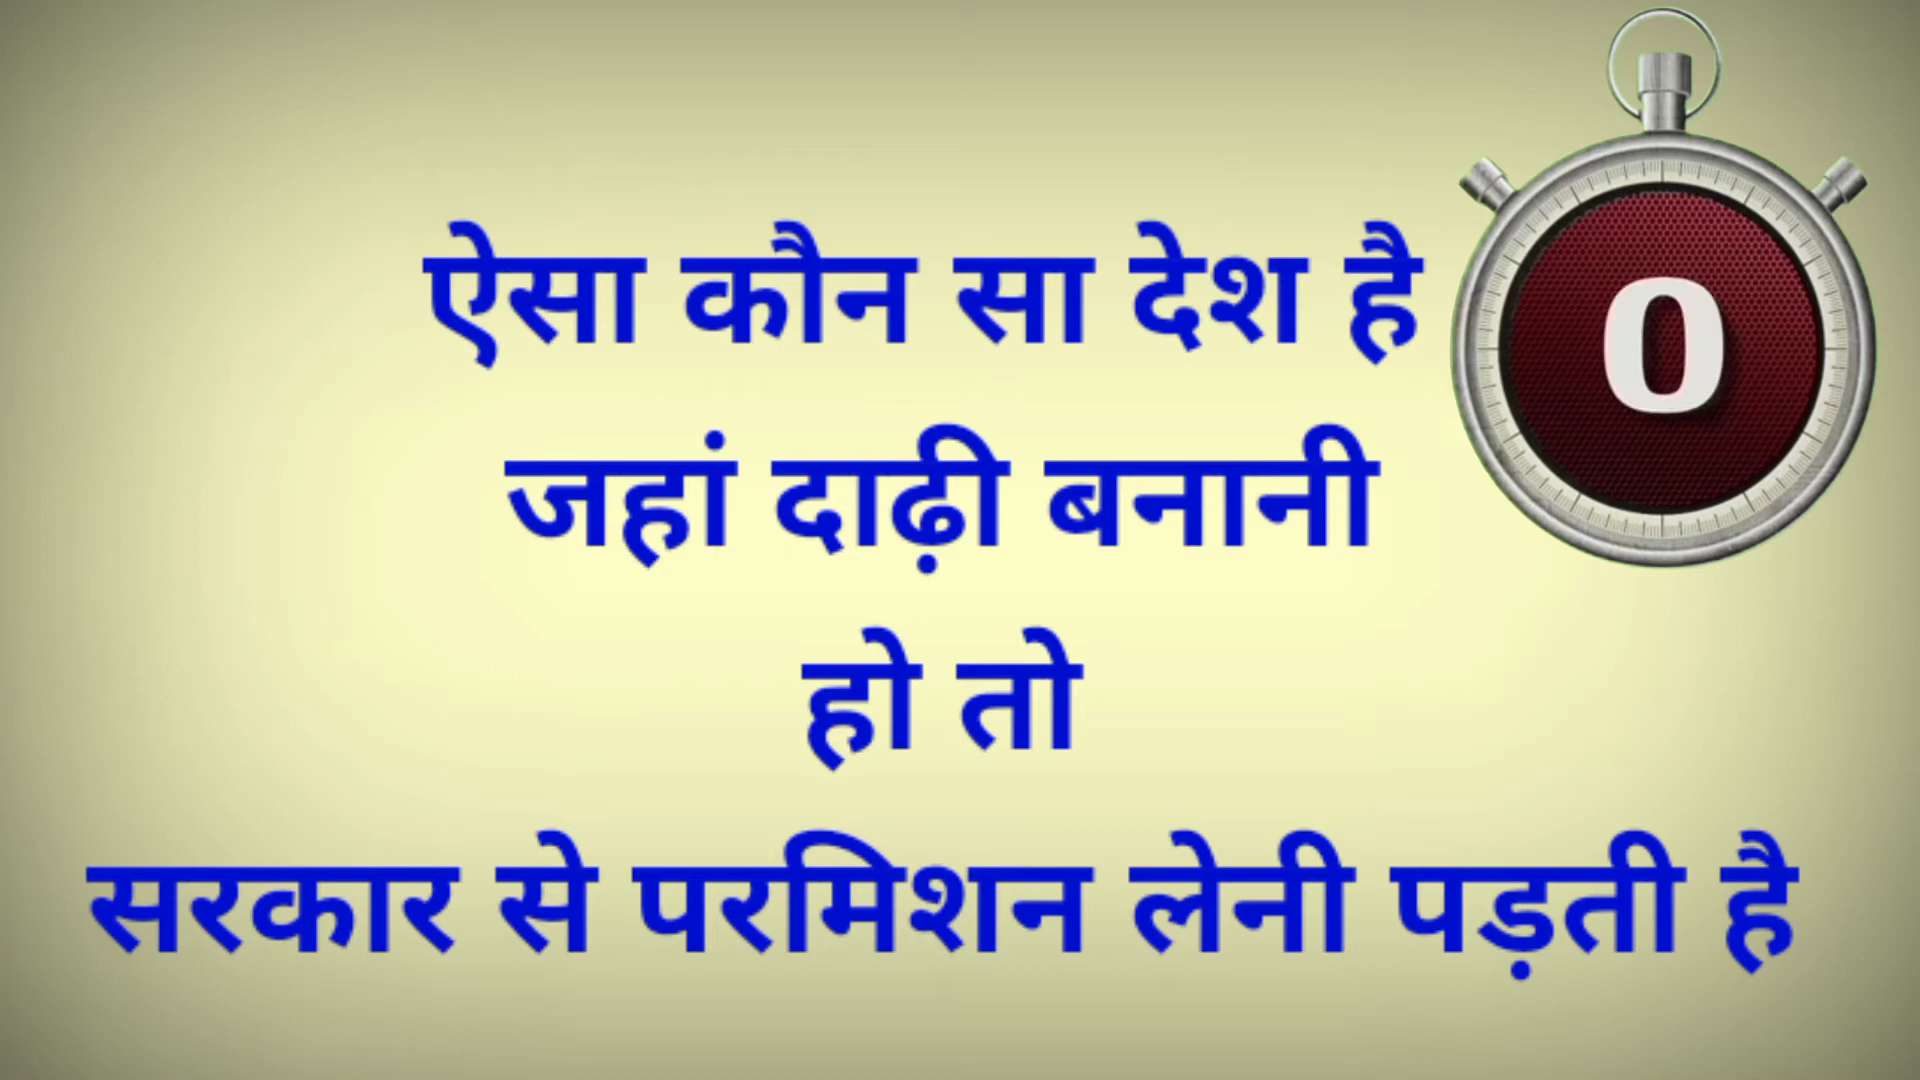 ऐसा कौन सा देश है
0
जहां दाढ़ी बनानी
हो तो
सरकार से परमिशन लेनी पड़ती है